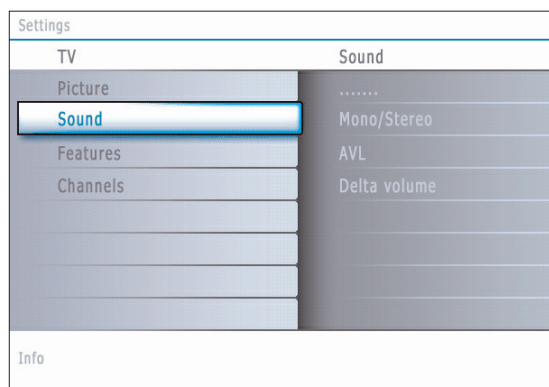 Settings
TV
Sound
Picture
.......
Sound
Mono/Stereo
Features
AVL
Channels
Delta volume
Info